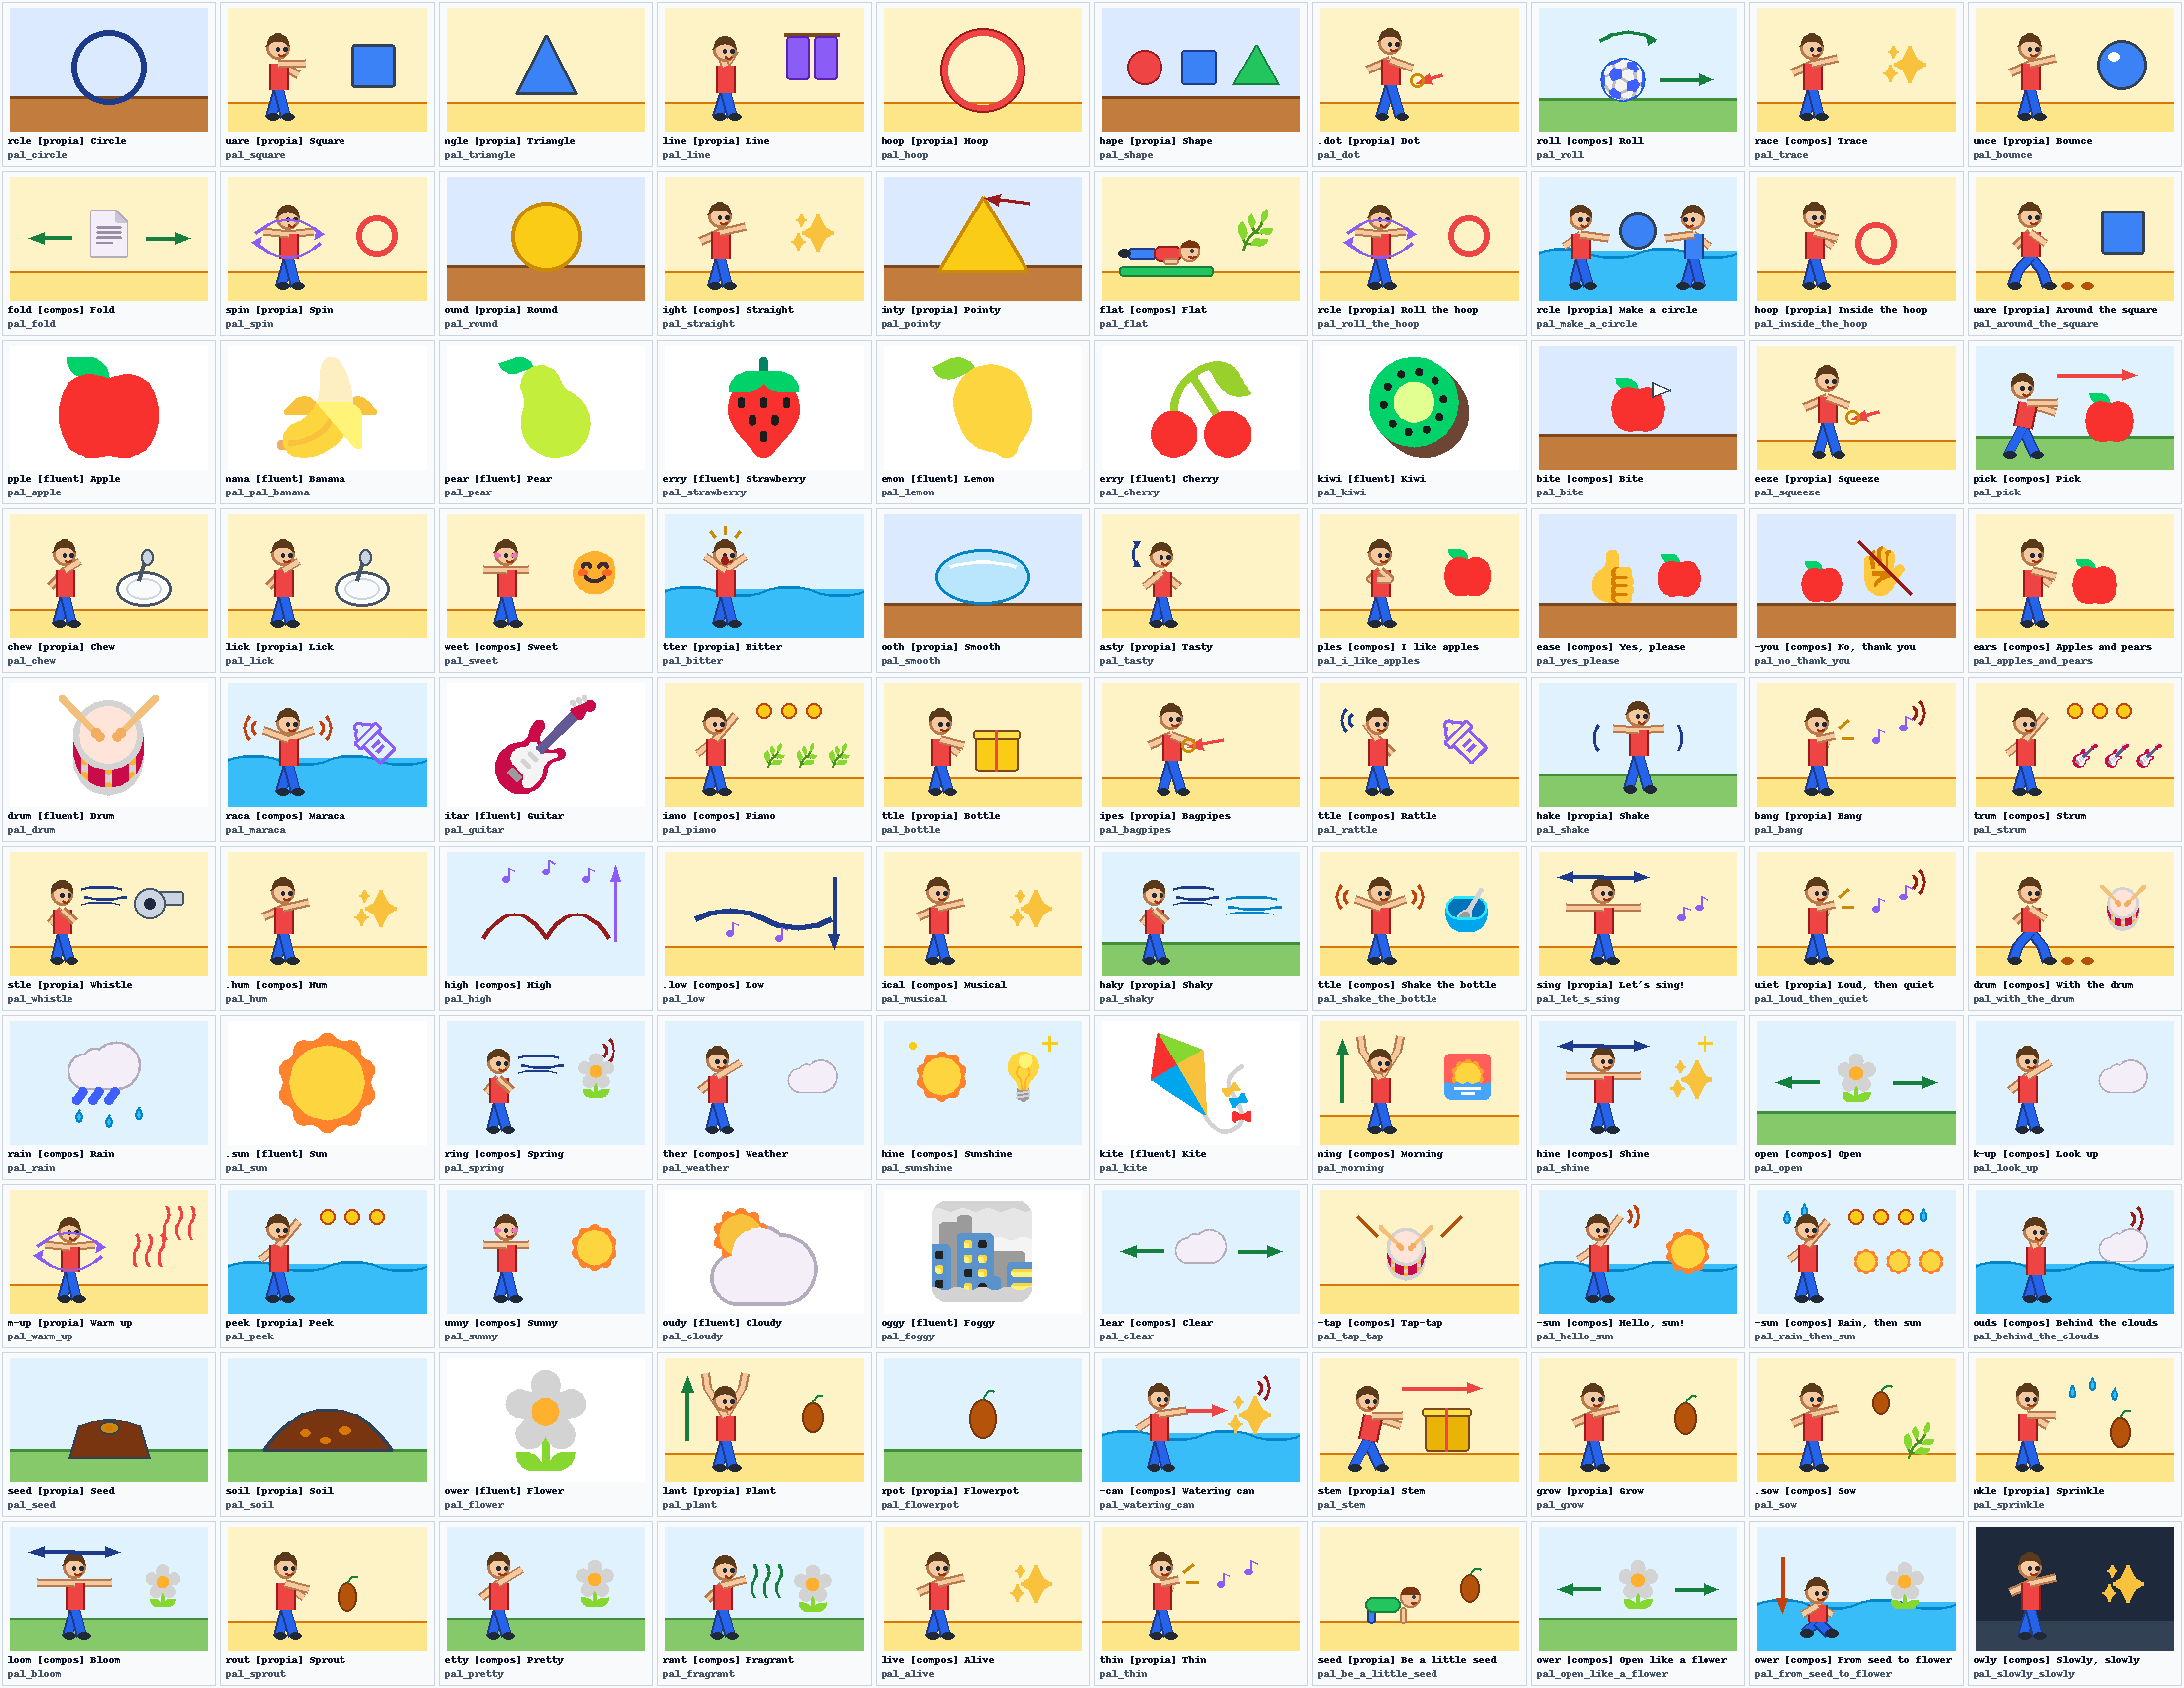 rcle [propia] Circle
pal_circle
uare [propia] Square
pal_square
ngle [propia] Triangle
pal_triangle
line [propia] Line
pal_line
hoop [propia] Hoop
pal_hoop
hape [propia] Shape
pal_shape
.dot [propia] Dot
pal_dot
roll [compos] Roll
pal_roll
race [compos] Trace
pal_trace
unce [propia] Bounce
pal_bounce
fold [compos] Fold
pal_fold
spin [propia] Spin
pal_spin
ound [propia] Round
pal_round
ight [compos] Straight
pal_straight
inty [propia] Pointy
pal_pointy
flat [compos] Flat
pal_flat
rcle [propia] Roll the hoop
pal_roll_the_hoop
rcle [propia] Make a circle
pal_make_a_circle
hoop [propia] Inside the hoop
pal_inside_the_hoop
uare [propia] Around the square
pal_around_the_square
pple [fluent] Apple
pal_apple
nana [fluent] Banana
pal_pal_banana
pear [fluent] Pear
pal_pear
erry [fluent] Strawberry
pal_strawberry
emon [fluent] Lemon
pal_lemon
erry [fluent] Cherry
pal_cherry
kiwi [fluent] Kiwi
pal_kiwi
bite [compos] Bite
pal_bite
eeze [propia] Squeeze
pal_squeeze
pick [compos] Pick
pal_pick
chew [propia] Chew
pal_chew
lick [propia] Lick
pal_lick
weet [compos] Sweet
pal_sweet
tter [propia] Bitter
pal_bitter
ooth [propia] Smooth
pal_smooth
asty [propia] Tasty
pal_tasty
ples [compos] I like apples
pal_i_like_apples
ease [compos] Yes, please
pal_yes_please
-you [compos] No, thank you
pal_no_thank_you
ears [compos] Apples and pears
pal_apples_and_pears
drum [fluent] Drum
pal_drum
raca [compos] Maraca
pal_maraca
itar [fluent] Guitar
pal_guitar
iano [compos] Piano
pal_piano
ttle [propia] Bottle
pal_bottle
ipes [propia] Bagpipes
pal_bagpipes
ttle [compos] Rattle
pal_rattle
hake [propia] Shake
pal_shake
bang [propia] Bang
pal_bang
trum [compos] Strum
pal_strum
stle [propia] Whistle
pal_whistle
.hum [compos] Hum
pal_hum
high [compos] High
pal_high
.low [compos] Low
pal_low
ical [compos] Musical
pal_musical
haky [propia] Shaky
pal_shaky
ttle [compos] Shake the bottle
pal_shake_the_bottle
sing [propia] Let's sing!
pal_let_s_sing
uiet [propia] Loud, then quiet
pal_loud_then_quiet
drum [compos] With the drum
pal_with_the_drum
rain [compos] Rain
pal_rain
.sun [fluent] Sun
pal_sun
ring [compos] Spring
pal_spring
ther [compos] Weather
pal_weather
hine [compos] Sunshine
pal_sunshine
kite [fluent] Kite
pal_kite
ning [compos] Morning
pal_morning
hine [compos] Shine
pal_shine
open [compos] Open
pal_open
k-up [compos] Look up
pal_look_up
m-up [propia] Warm up
pal_warm_up
peek [propia] Peek
pal_peek
unny [compos] Sunny
pal_sunny
oudy [fluent] Cloudy
pal_cloudy
oggy [fluent] Foggy
pal_foggy
lear [compos] Clear
pal_clear
-tap [compos] Tap-tap
pal_tap_tap
-sun [compos] Hello, sun!
pal_hello_sun
-sun [compos] Rain, then sun
pal_rain_then_sun
ouds [compos] Behind the clouds
pal_behind_the_clouds
seed [propia] Seed
pal_seed
soil [propia] Soil
pal_soil
ower [fluent] Flower
pal_flower
lant [propia] Plant
pal_plant
rpot [propia] Flowerpot
pal_flowerpot
-can [compos] Watering can
pal_watering_can
stem [propia] Stem
pal_stem
grow [propia] Grow
pal_grow
.sow [compos] Sow
pal_sow
nkle [propia] Sprinkle
pal_sprinkle
loom [compos] Bloom
pal_bloom
rout [propia] Sprout
pal_sprout
etty [compos] Pretty
pal_pretty
rant [compos] Fragrant
pal_fragrant
live [compos] Alive
pal_alive
thin [propia] Thin
pal_thin
seed [propia] Be a little seed
pal_be_a_little_seed
ower [compos] Open like a flower
pal_open_like_a_flower
ower [compos] From seed to flower
pal_from_seed_to_flower
owly [compos] Slowly, slowly
pal_slowly_slowly